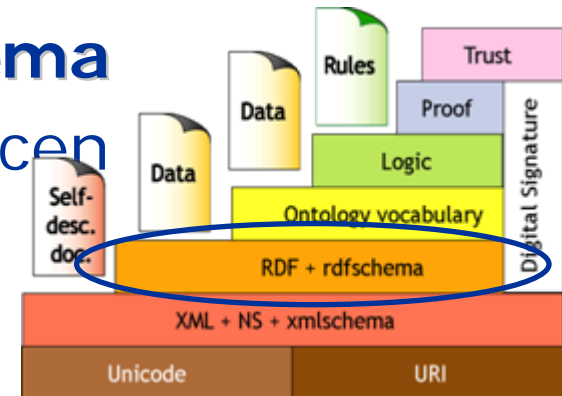 ema
cen
Rules
Trust
Data
Proof
Data
Logic
Self-
desc.
doc.
Ontology vocabulary
Digital Signature
RDF + rdfschema
XML + NS + xmlschema
Unicode
URI